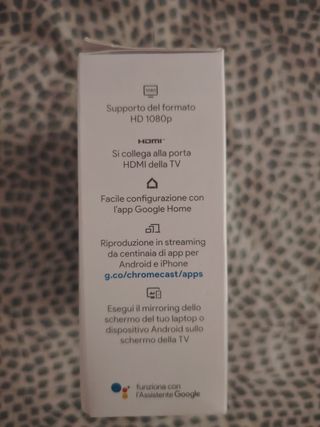 Supporto del formato
HD 1080p
HDMI
Si collega alla porta
HDMI della TV
Facile configurazione con
l'app Google Home
Riproduzione in streaming
da centinaia di app per
Android e iPhone
g.co/chromecast/apps
Esegui il mirroring dello
schermo del tuo laptop o
dispositivo Android sullo
schermo della TV
funziona con
l'Assistente Google